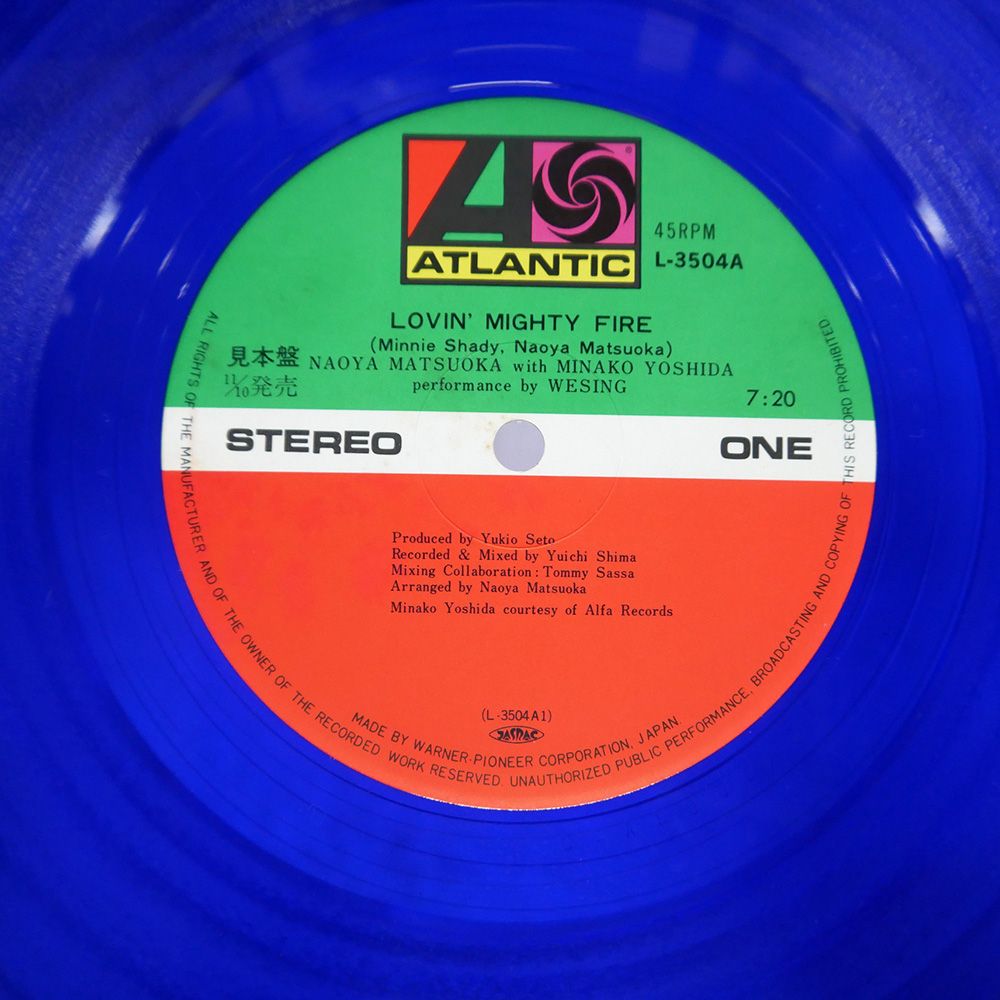 ATLANTIC
®
45RPM
L-3504A
LOVIN' MIGHTY FIRE
(Minnie Shady, Naoya Matsuoka)
見本盤
NAOYA MATSUOKA with MINAKO YOSHIDA
11/10発売
performance by WESING
7:20
STEREO
ONE
Produced by Yukio Seto
Recorded & Mixed by Yuichi Shima
Mixing Collaboration: Tommy Sassa
Arranged by Naoya Matsuoka
Minako Yoshida courtesy of Alfa Records
(L-3504A1)
JASRAC
MADE BY WARNER-PIONEER CORPORATION, JAPAN.
ALL RIGHTS OF THE MANUFACTURER AND OF THE OWNER OF THE RECORDED WORK RESERVED. UNAUTHORIZED PUBLIC PERFORMANCE, BROADCASTING AND COPYING OF THIS RECORD PROHIBITED